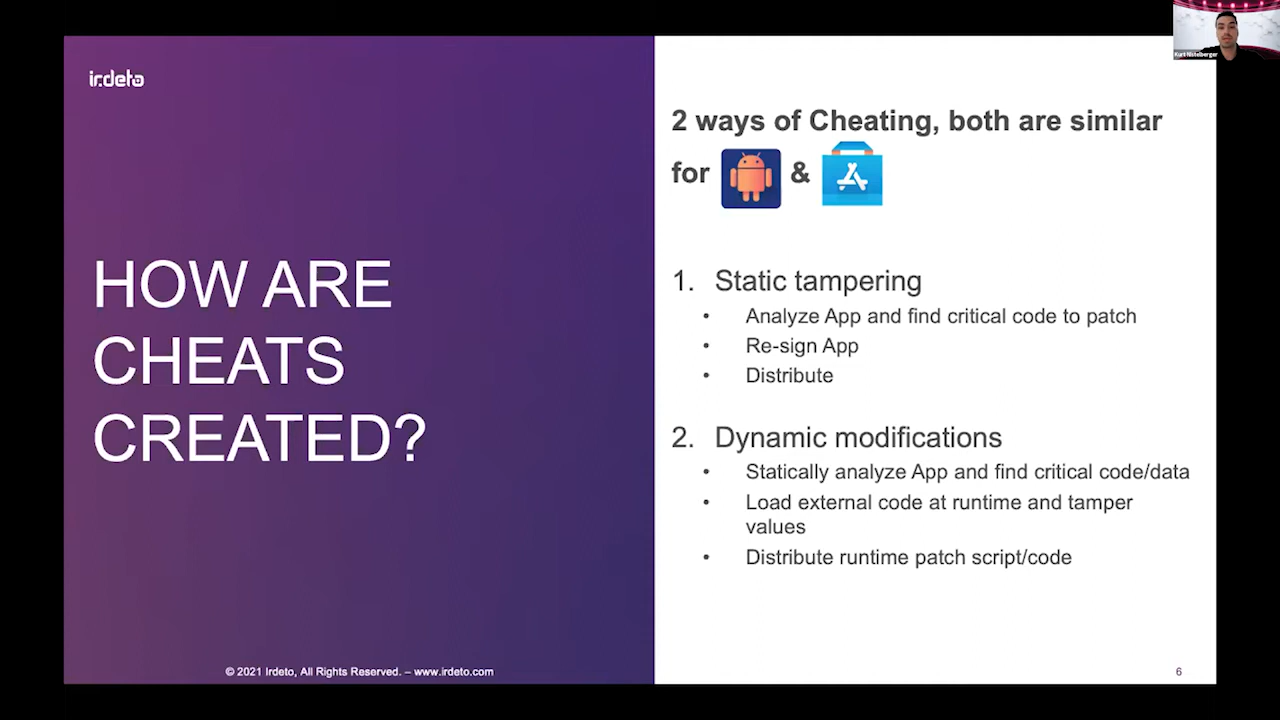 irdeto
HOW ARE
CHEATS
CREATED?
© 2021 Irdeto, All Rights Reserved. – www.irdeto.com
2 ways of Cheating, both are similar
for & 
1. Static tampering
• Analyze App and find critical code to patch
• Re-sign App
• Distribute
2. Dynamic modifications
• Statically analyze App and find critical code/data
• Load external code at runtime and tamper
values
• Distribute runtime patch script/code
6
Kurt Nistelberger